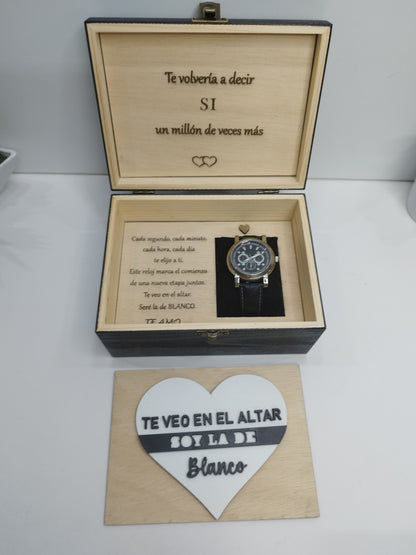 Te volvería a decir
SI
un millón de veces más
Cada segundo, cada minuto,
cada hora, cada día
te elijo a ti.
Este reloj marca el comienzo
de una nueva etapa juntos.
Te veo en el altar.
Seré la de BLANCO.
TE AMO
TE VEO EN EL ALTAR
SOY LA DE
Blanco